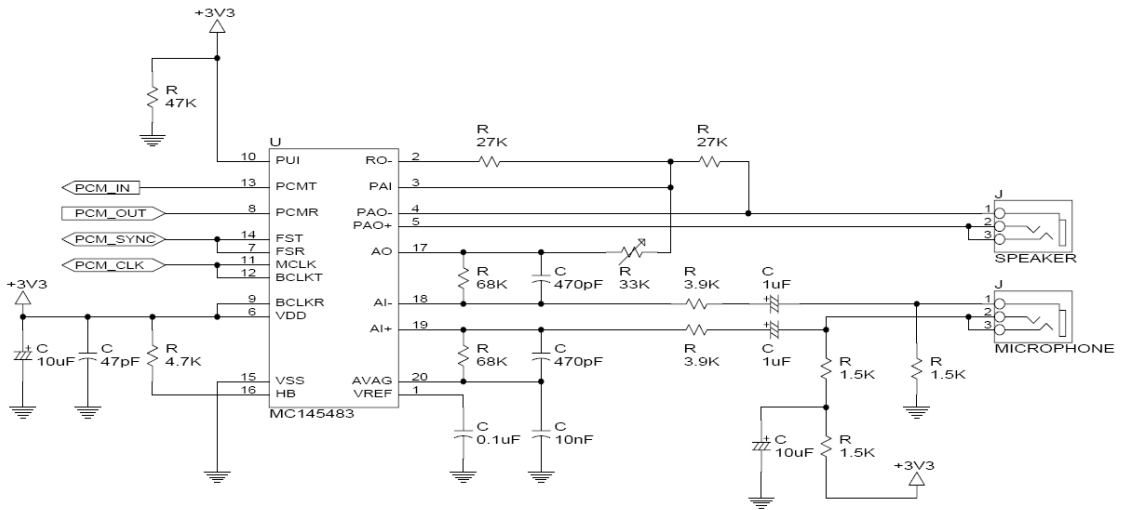 +3V3
R
47K
U
R
27K
R
27K
10 PUI RO- 2
PCM_IN 13 PCMT PAI 3
PCM_OUT 8 PCMR PAO- 4
PAO+ 5
J
1
2
3
SPEAKER
PCM_SYNC 14 FST
7 FSR AO 17
PCM_CLK 11 MCLK
12 BCLKT
R
33K
R
68K
C
470pF
R
3.9K
C
1uF
+3V3
9 BCLKR AI- 18
6 VDD
AI+ 19
J
1
2
3
MICROPHONE
C
10uF
C
47pF
R
4.7K
R
68K
C
470pF
R
3.9K
C
1uF
R
1.5K
R
1.5K
15 VSS AVAG 20
16 HB VREF 1
MC145483
C
0.1uF
C
10nF
C
10uF
R
1.5K
+3V3